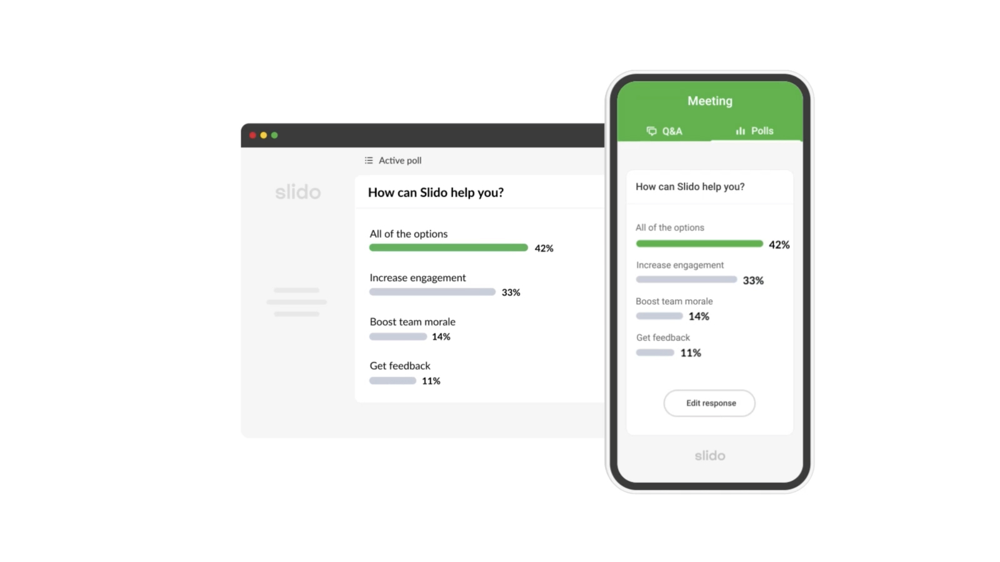 Active poll
slido
How can Slido help you?
All of the options
42%
Increase engagement
33%
Boost team morale
14%
Get feedback
11%
Meeting
Q&A
Polls
How can Slido help you?
All of the options
42%
Increase engagement
33%
Boost team morale
14%
Get feedback
11%
Edit response
slido